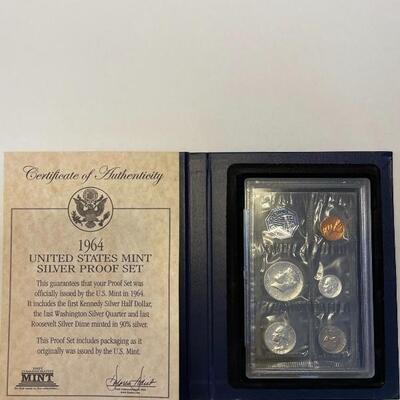 Certificate of Authenticity
1964
UNITED STATES MINT
SILVER PROOF SET
This guarantees that your Proof Set was
officially issued by the U.S. Mint in 1964.
It includes the first Kennedy Silver Half Dollar,
the last Washington Silver Quarter and last
Roosevelt Silver Dime minted in 90% silver.
This Proof Set includes packaging as it
originally was issued by the U.S. Mint.
MINT